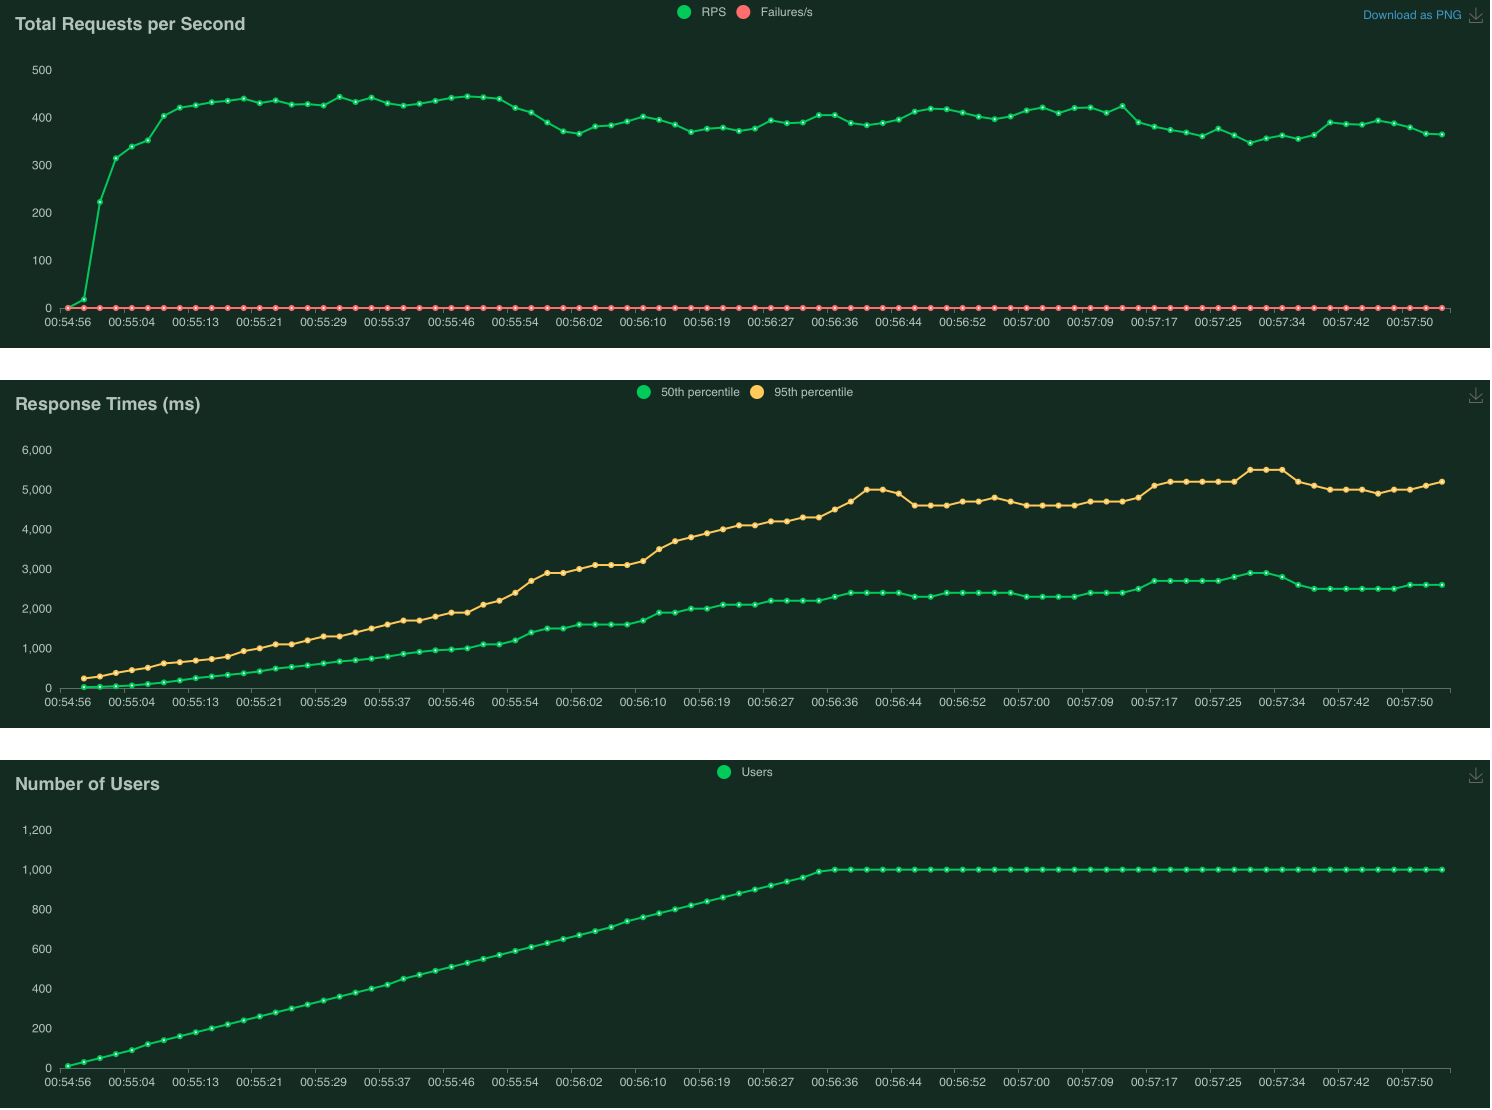 RPS Failures/s
Total Requests per Second
Download as PNG
500
400
300
200
100
0
00:54:56 00:55:04 00:55:13 00:55:21 00:55:29 00:55:37 00:55:46 00:55:54 00:56:02 00:56:10 00:56:19 00:56:27 00:56:36 00:56:44 00:56:52 00:57:00 00:57:09 00:57:17 00:57:25 00:57:34 00:57:42 00:57:50
50th percentile 95th percentile
Response Times (ms)
6,000
5,000
4,000
3,000
2,000
1,000
0
00:54:56 00:55:04 00:55:13 00:55:21 00:55:29 00:55:37 00:55:46 00:55:54 00:56:02 00:56:10 00:56:19 00:56:27 00:56:36 00:56:44 00:56:52 00:57:00 00:57:09 00:57:17 00:57:25 00:57:34 00:57:42 00:57:50
Users
Number of Users
1,200
1,000
800
600
400
200
0
00:54:56 00:55:04 00:55:13 00:55:21 00:55:29 00:55:37 00:55:46 00:55:54 00:56:02 00:56:10 00:56:19 00:56:27 00:56:36 00:56:44 00:56:52 00:57:00 00:57:09 00:57:17 00:57:25 00:57:34 00:57:42 00:57:50